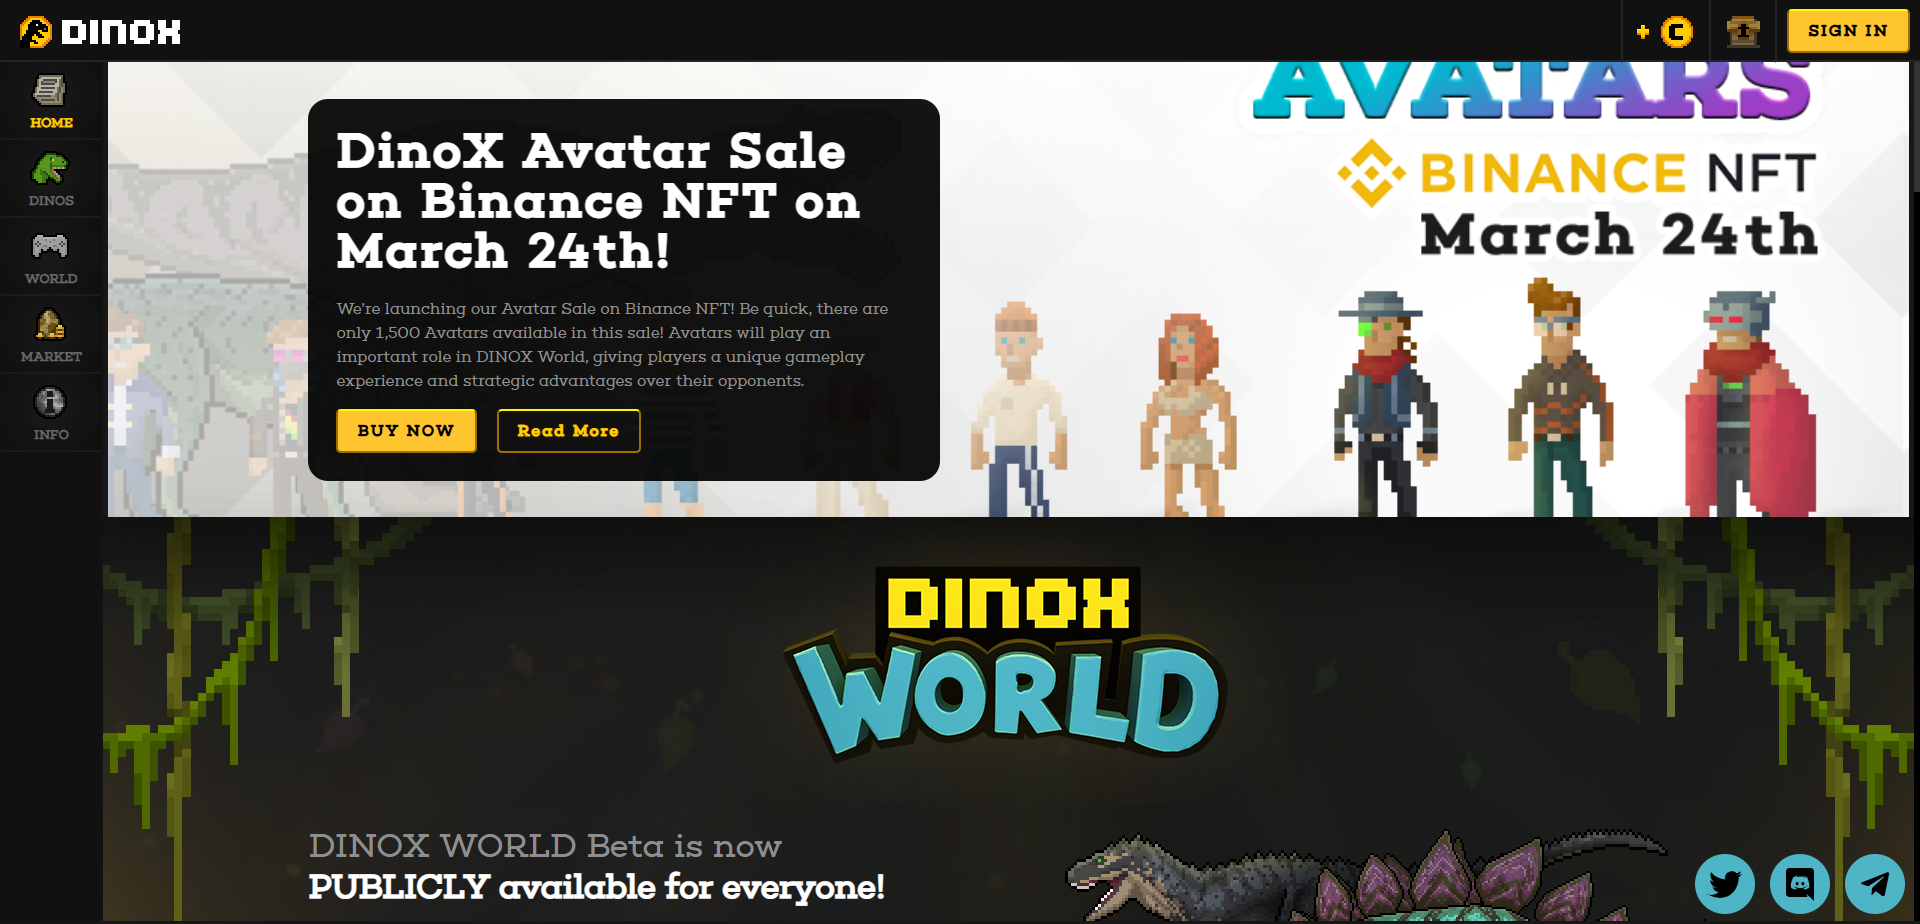 DINOX
C
SIGN IN
HOME
DINOS
WORLD
MARKET
INFO
DinoX Avatar Sale
on Binance NFT on
March 24th!
We're launching our Avatar Sale on Binance NFT! Be quick, there are
only 1,500 Avatars available in this sale! Avatars will play an
important role in DINOX World, giving players a unique gameplay
experience and strategic advantages over their opponents.
BUY NOW
Read More
AVATARS
BINANCE NFT
March 24th
DINOX
WORLD
DINOX WORLD Beta is now
PUBLICLY available for everyone!